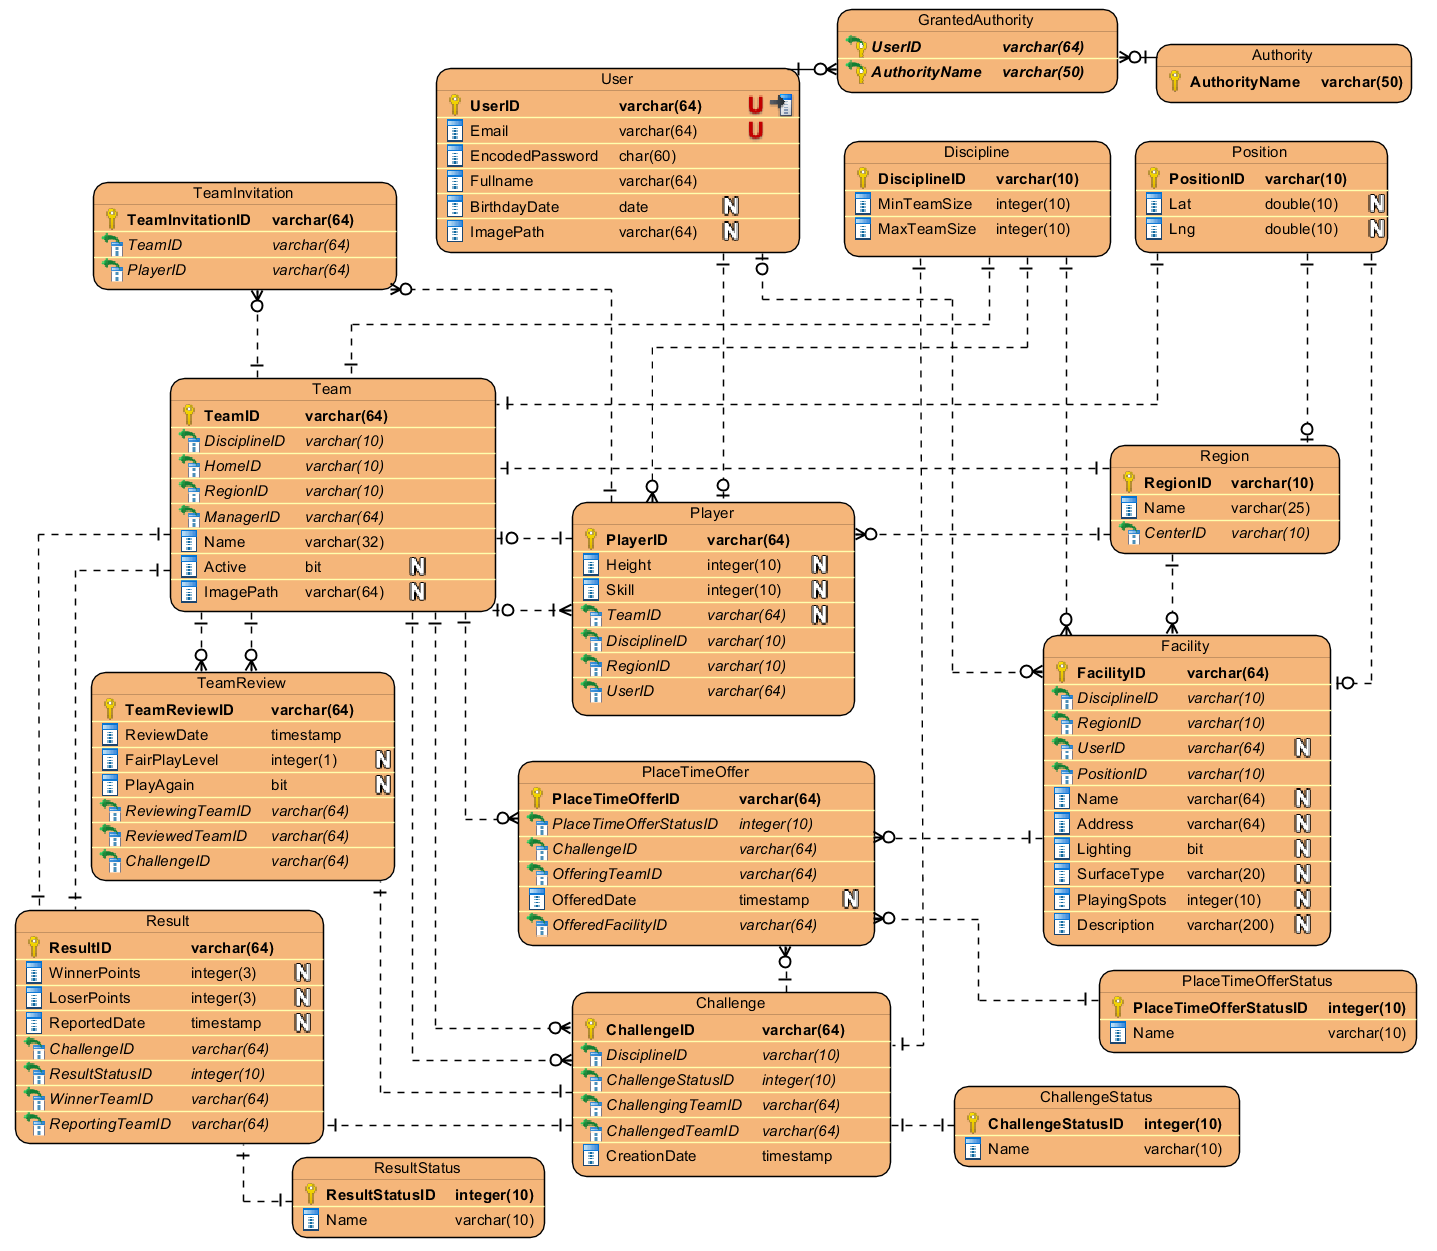 GrantedAuthority
UserID varchar(64)
AuthorityName varchar(50)
Authority
AuthorityName varchar(50)
User
UserID varchar(64) U
Email varchar(64) U
EncodedPassword char(60)
Fullname varchar(64)
BirthdayDate date N
ImagePath varchar(64) N
Discipline
DisciplineID varchar(10)
MinTeamSize integer(10)
MaxTeamSize integer(10)
Position
PositionID varchar(10)
Lat double(10) N
Lng double(10) N
TeamInvitation
TeamInvitationID varchar(64)
TeamID varchar(64)
PlayerID varchar(64)
Team
TeamID varchar(64)
DisciplineID varchar(10)
HomeID varchar(10)
RegionID varchar(10)
ManagerID varchar(64)
Name varchar(32)
Active bit N
ImagePath varchar(64) N
Region
RegionID varchar(10)
Name varchar(25)
CenterID varchar(10)
Player
PlayerID varchar(64)
Height integer(10) N
Skill integer(10) N
TeamID varchar(64) N
DisciplineID varchar(10)
RegionID varchar(10)
UserID varchar(64)
Facility
FacilityID varchar(64)
DisciplineID varchar(10)
RegionID varchar(10)
UserID varchar(64) N
PositionID varchar(10)
Name varchar(64) N
Address varchar(64) N
Lighting bit N
SurfaceType varchar(20) N
PlayingSpots integer(10) N
Description varchar(200) N
TeamReview
TeamReviewID varchar(64)
ReviewDate timestamp
FairPlayLevel integer(1) N
PlayAgain bit N
ReviewingTeamID varchar(64)
ReviewedTeamID varchar(64)
ChallengeID varchar(64)
PlaceTimeOffer
PlaceTimeOfferID varchar(64)
PlaceTimeOfferStatusID integer(10)
ChallengeID varchar(64)
OfferingTeamID varchar(64)
OfferedDate timestamp N
OfferedFacilityID varchar(64)
Result
ResultID varchar(64)
WinnerPoints integer(3) N
LoserPoints integer(3) N
ReportedDate timestamp N
ChallengeID varchar(64)
ResultStatusID integer(10)
WinnerTeamID varchar(64)
ReportingTeamID varchar(64)
PlaceTimeOfferStatus
PlaceTimeOfferStatusID integer(10)
Name varchar(10)
Challenge
ChallengeID varchar(64)
DisciplineID varchar(10)
ChallengeStatusID integer(10)
ChallengingTeamID varchar(64)
ChallengedTeamID varchar(64)
CreationDate timestamp
ChallengeStatus
ChallengeStatusID integer(10)
Name varchar(10)
ResultStatus
ResultStatusID integer(10)
Name varchar(10)